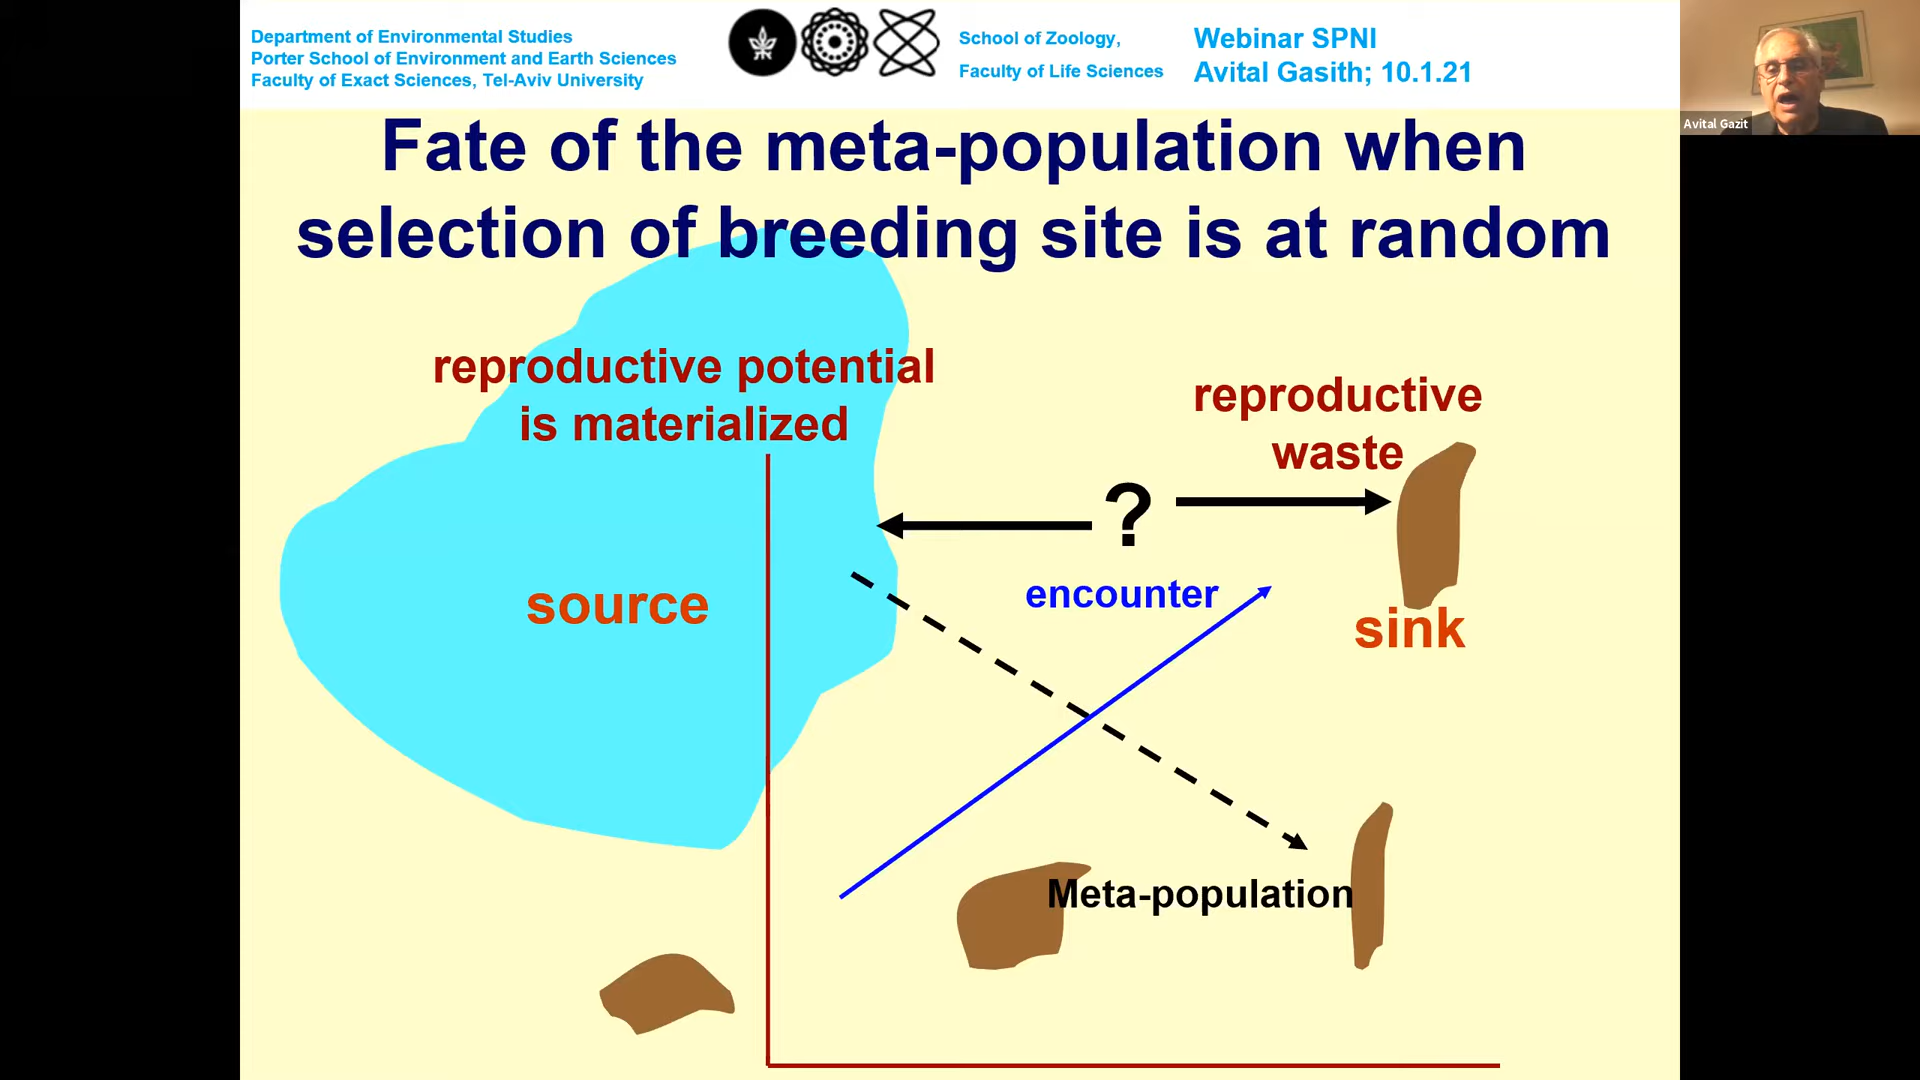 Department of Environmental Studies
Porter School of Environment and Earth Sciences
Faculty of Exact Sciences, Tel-Aviv University
School of Zoology,
Faculty of Life Sciences
Webinar SPNI
Avital Gasith; 10.1.21
Avital Gazit
Fate of the meta-population when
selection of breeding site is at random
reproductive potential
is materialized
reproductive
waste
?
encounter
source
sink
Meta-population